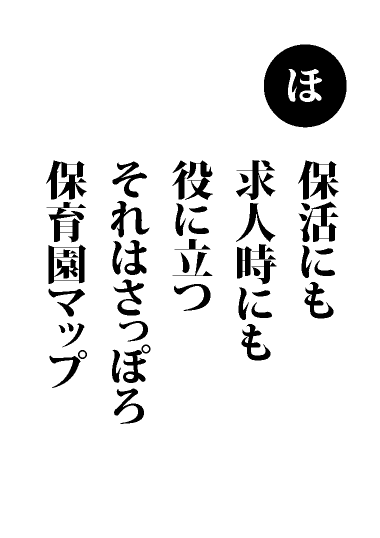 ほ
保活にも
求人時にも
役に立つ
それはさっぽろ
保育園マップ